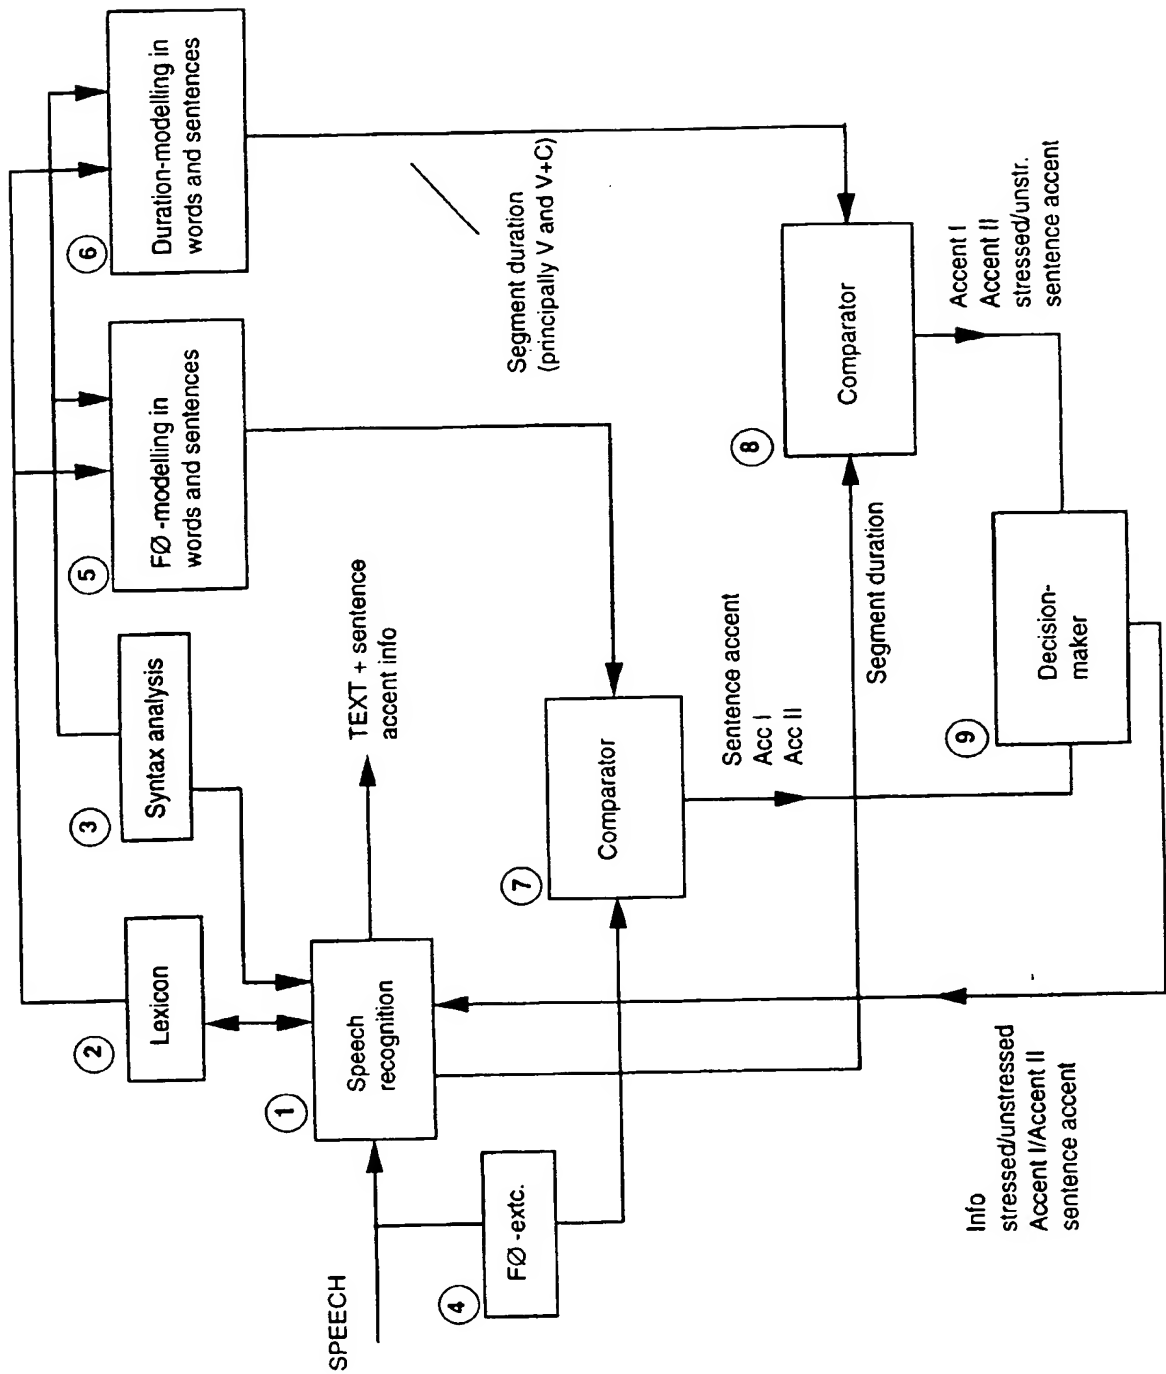 SPEECH
4
FØ-extc.
1
Speech
recognition
2
Lexicon
3
Syntax analysis
TEXT + sentence
accent info
5
FØ-modelling in
words and sentences
6
Duration-modelling in
words and sentences
Segment duration
(principally V and V+C)
7
Comparator
Sentence accent
Acc I
Acc II
8
Comparator
Segment duration
Accent I
Accent II
stressed/unstr.
sentence accent
9
Decision-
maker
Info
stressed/unstressed
Accent I/Accent II
sentence accent